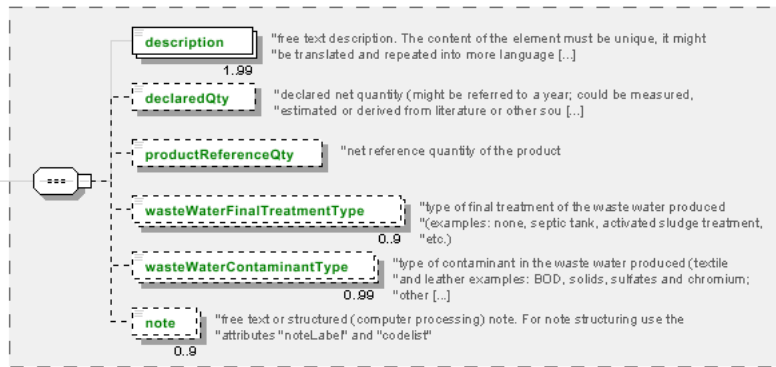 description
"free text description. The content of the element must be unique, it might
"be translated and repeated into more language [...]
1..99
declaredQty
"declared net quantity (might be referred to a year; could be measured,
"estimated or derived from literature or other sou [...]
productReferenceQty
"net reference quantity of the product
wasteWaterFinalTreatmentType
"type of final treatment of the waste water produced
"(examples: none, septic tank, activated sludge treatment,
"etc.)
0..9
wasteWaterContaminantType
"type of contaminant in the waste water produced (textile
"and leather examples: BOD, solids, sulfates and chromium;
"other [...]
0..99
note
"free text or structured (computer processing) note. For note structuring use the
"attributes "noteLabel" and "codelist"
0..9